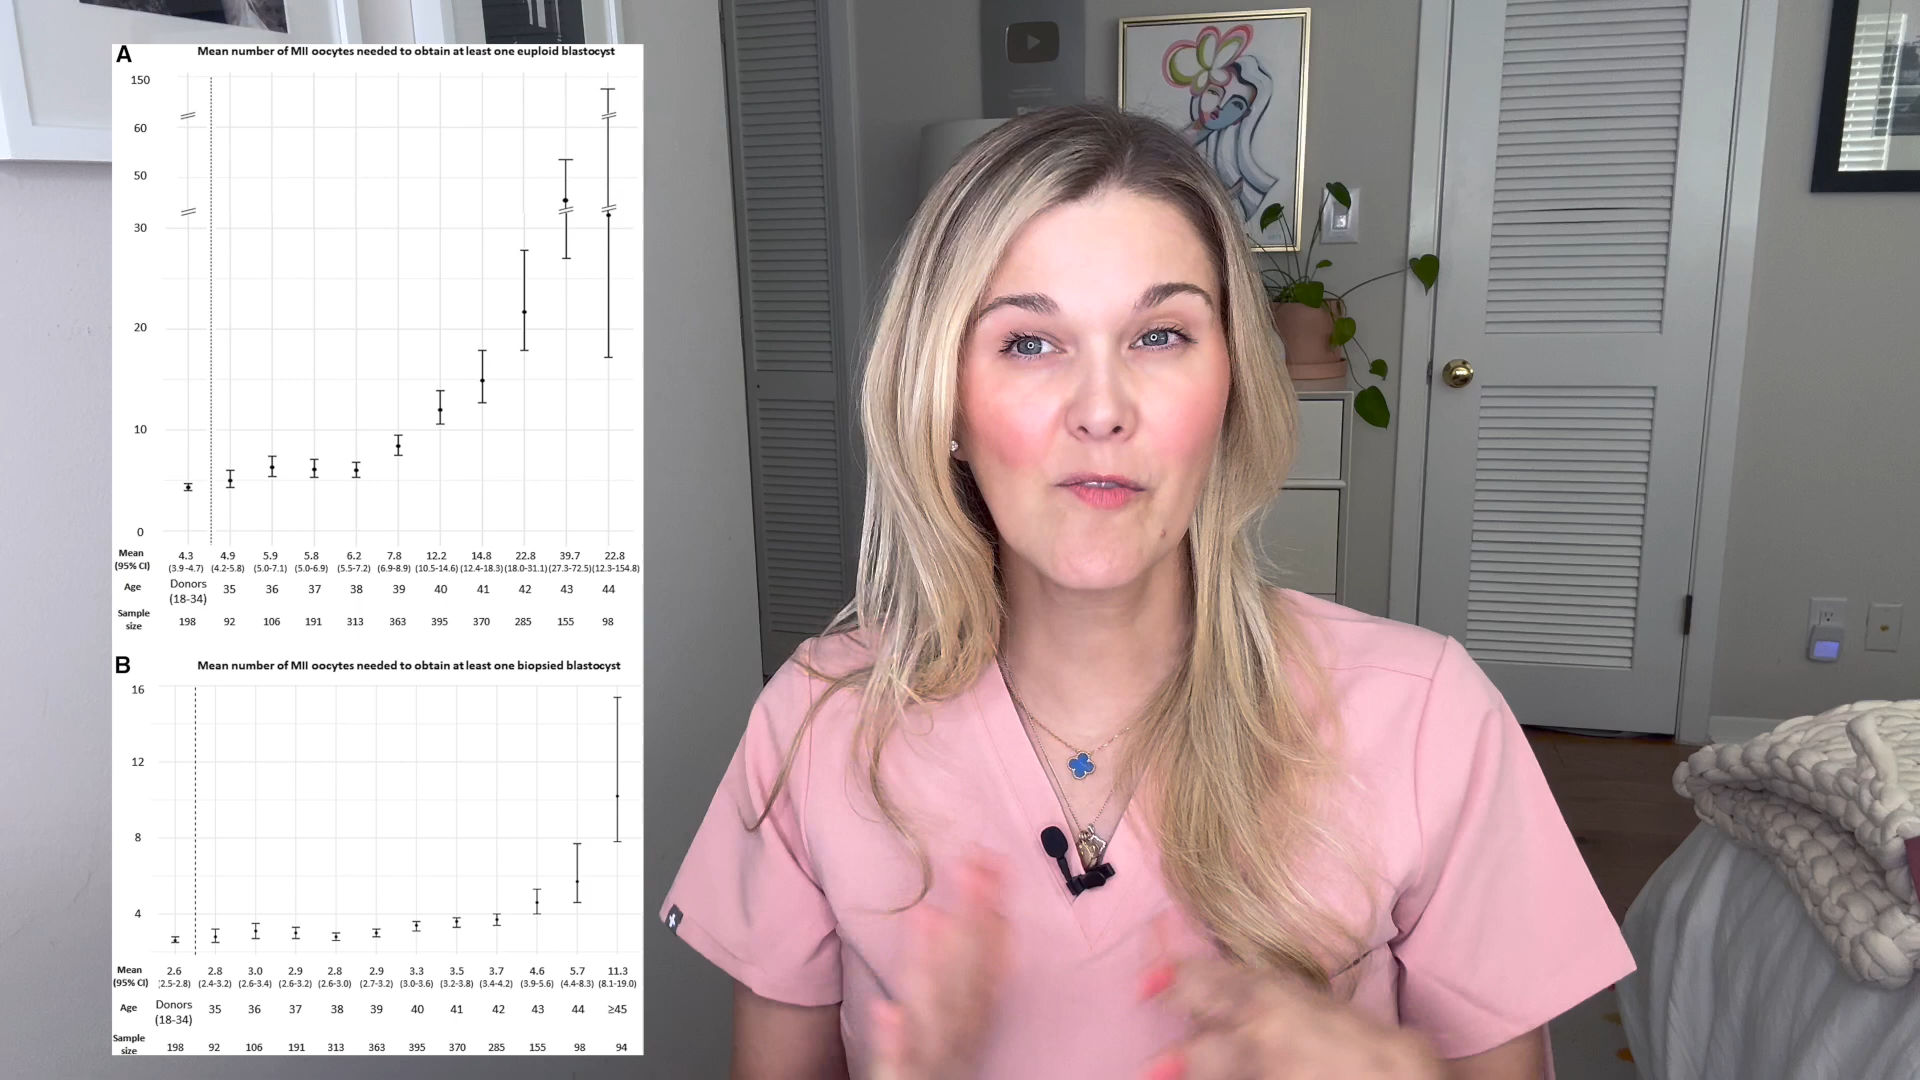 A
Mean number of MII oocytes needed to obtain at least one euploid blastocyst
150
60
50
30
20
10
0
Mean 4.3 4.9 5.9 5.8 6.2 7.8 12.2 14.8 22.8 39.7 22.8
(95% CI) (3.9-4.7) (4.2-5.8) (5.0-7.1) (5.0-6.9) (5.5-7.2) (6.9-8.9) (10.5-14.6) (12.4-18.3) (18.0-31.1) (27.3-72.5) (12.3-154.8)
Age Donors 35 36 37 38 39 40 41 42 43 44
(18-34)
Sample
size 198 92 106 191 313 363 395 370 285 155 98
B
Mean number of MII oocytes needed to obtain at least one biopsied blastocyst
16
12
8
4
Mean 2.6 2.8 3.0 2.9 2.8 2.9 3.3 3.5 3.7 4.6 5.7 11.3
(95% CI) (2.5-2.8) (2.4-3.2) (2.6-3.4) (2.6-3.2) (2.6-3.0) (2.7-3.2) (3.0-3.6) (3.2-3.8) (3.4-4.2) (3.9-5.6) (4.4-8.3) (8.1-19.0)
Age Donors 35 36 37 38 39 40 41 42 43 44 ≥45
(18-34)
Sample
size 198 92 106 191 313 363 395 370 285 155 98 94